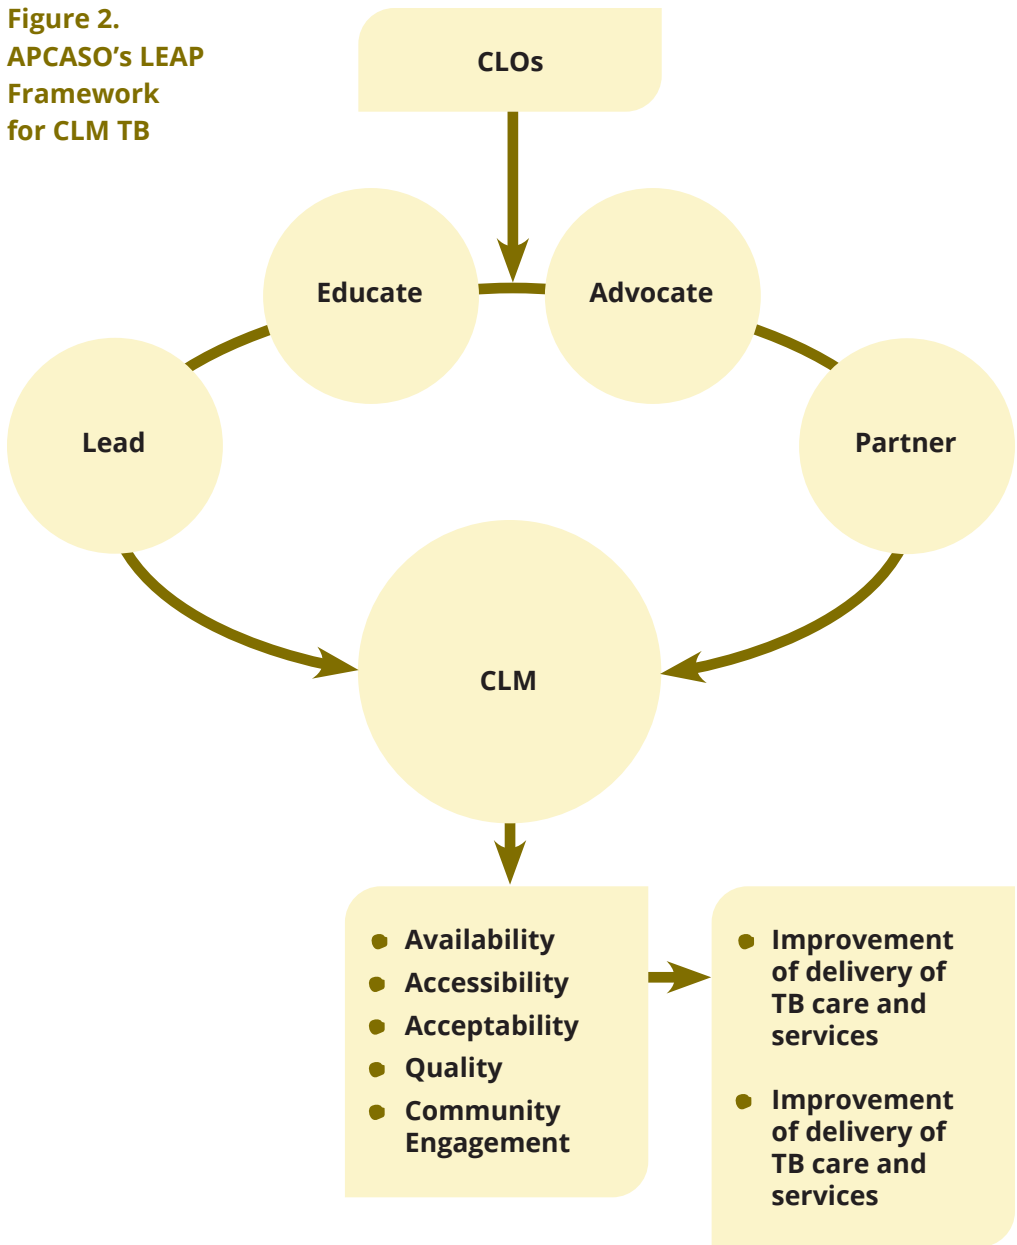 Figure 2.
APCASO’s LEAP
Framework
for CLM TB
CLOs
Educate
Advocate
Lead
Partner
CLM
Availability
Accessibility
Acceptability
Quality
Community
Engagement
Improvement
of delivery of
TB care and
services
Improvement
of delivery of
TB care and
services